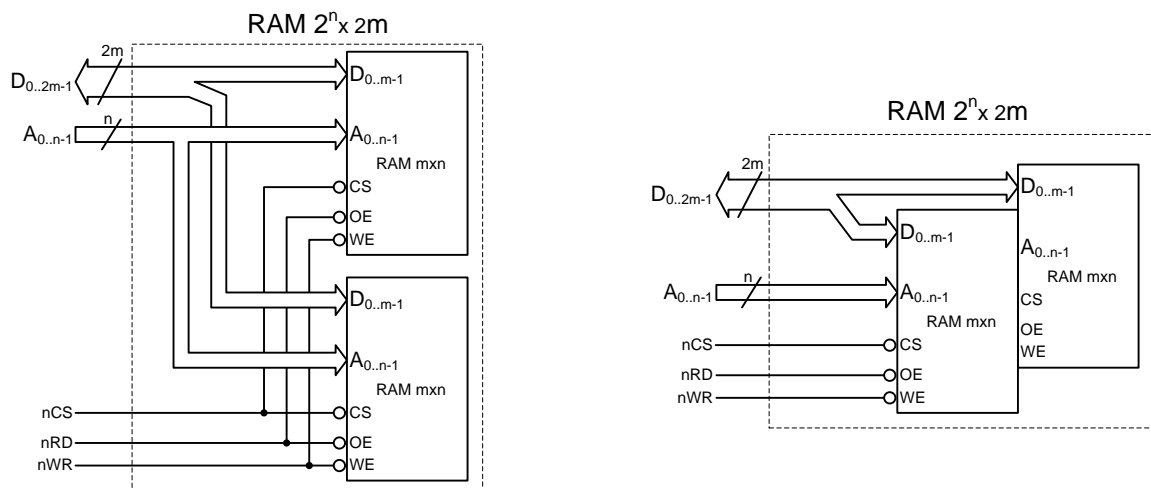 RAM 2ⁿx 2m
2m
D₀..₂ₘ₋₁
D₀..ₘ₋₁
n
A₀..ₙ₋₁
A₀..ₙ₋₁
RAM mxn
CS
OE
WE
D₀..ₘ₋₁
A₀..ₙ₋₁
RAM mxn
nCS
CS
nRD
OE
nWR
WE
RAM 2ⁿx 2m
2m
D₀..₂ₘ₋₁
D₀..ₘ₋₁
D₀..ₘ₋₁
A₀..ₙ₋₁
RAM mxn
n
A₀..ₙ₋₁
A₀..ₙ₋₁
CS
RAM mxn
OE
WE
nCS
CS
nRD
OE
nWR
WE